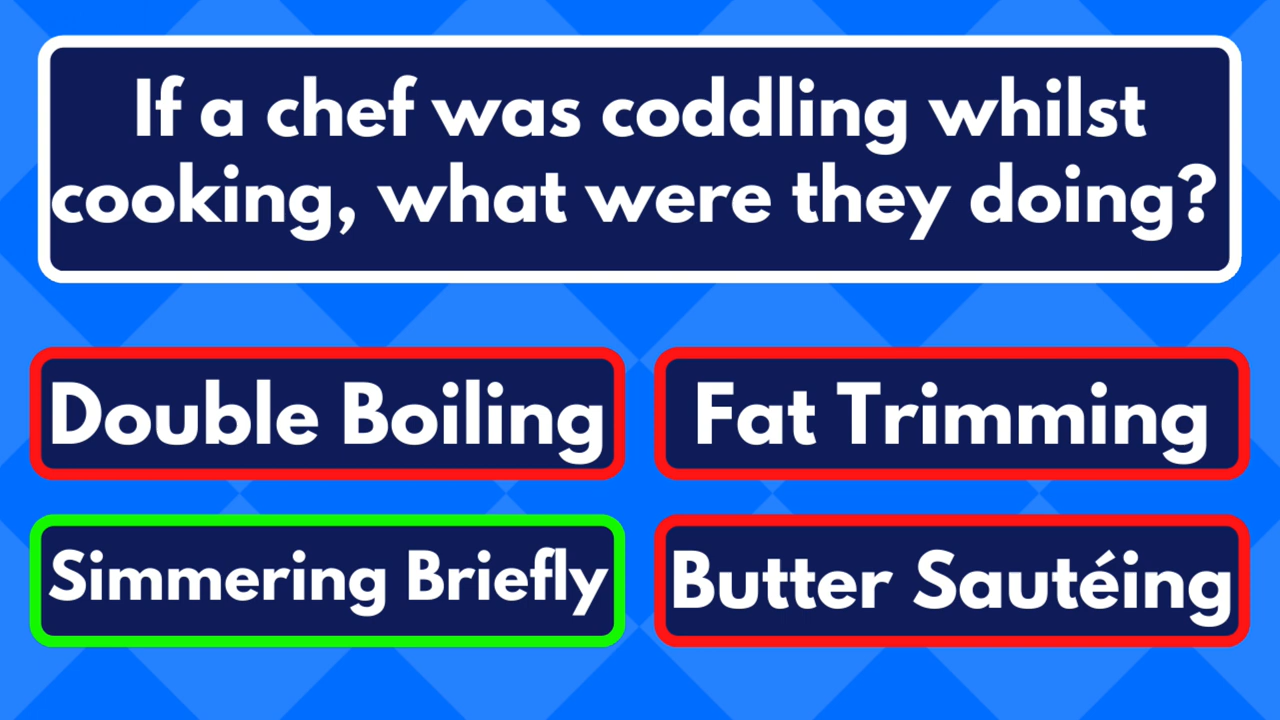 If a chef was coddling whilst
cooking, what were they doing?
Double Boiling
Fat Trimming
Simmering Briefly
Butter Sautéing